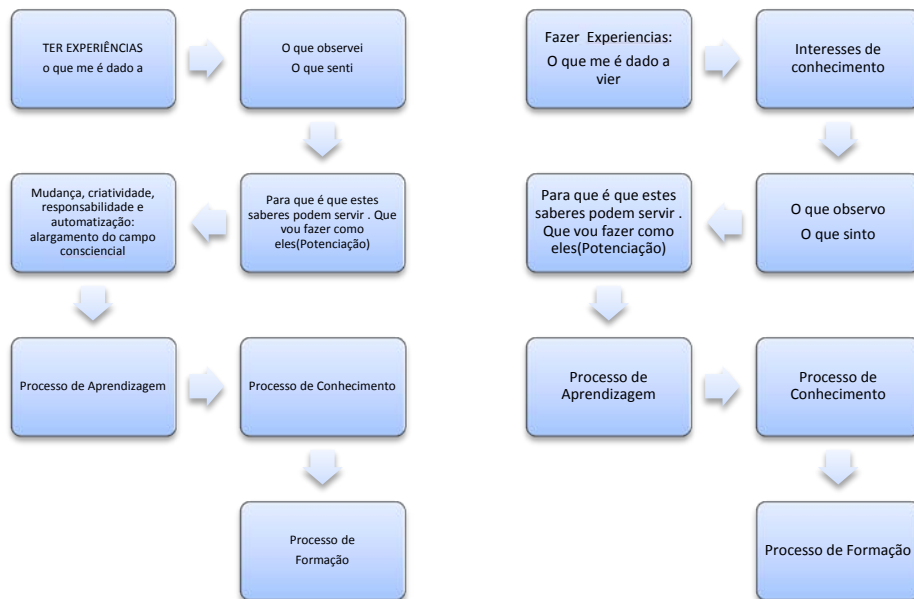 TER EXPERIÊNCIAS
o que me é dado a
O que observei
O que senti
Para que é que estes
saberes podem servir . Que
vou fazer como
eles(Potenciação)
Mudança, criatividade,
responsabilidade e
automatização:
alargamento do campo
consciencial
Processo de Aprendizagem
Processo de Conhecimento
Processo de
Formação
Fazer Experiencias:
O que me é dado a
vier
Interesses de
conhecimento
O que observo
O que sinto
Para que é que estes
saberes podem servir .
Que vou fazer como
eles(Potenciação)
Processo de
Aprendizagem
Processo de
Conhecimento
Processo de Formação